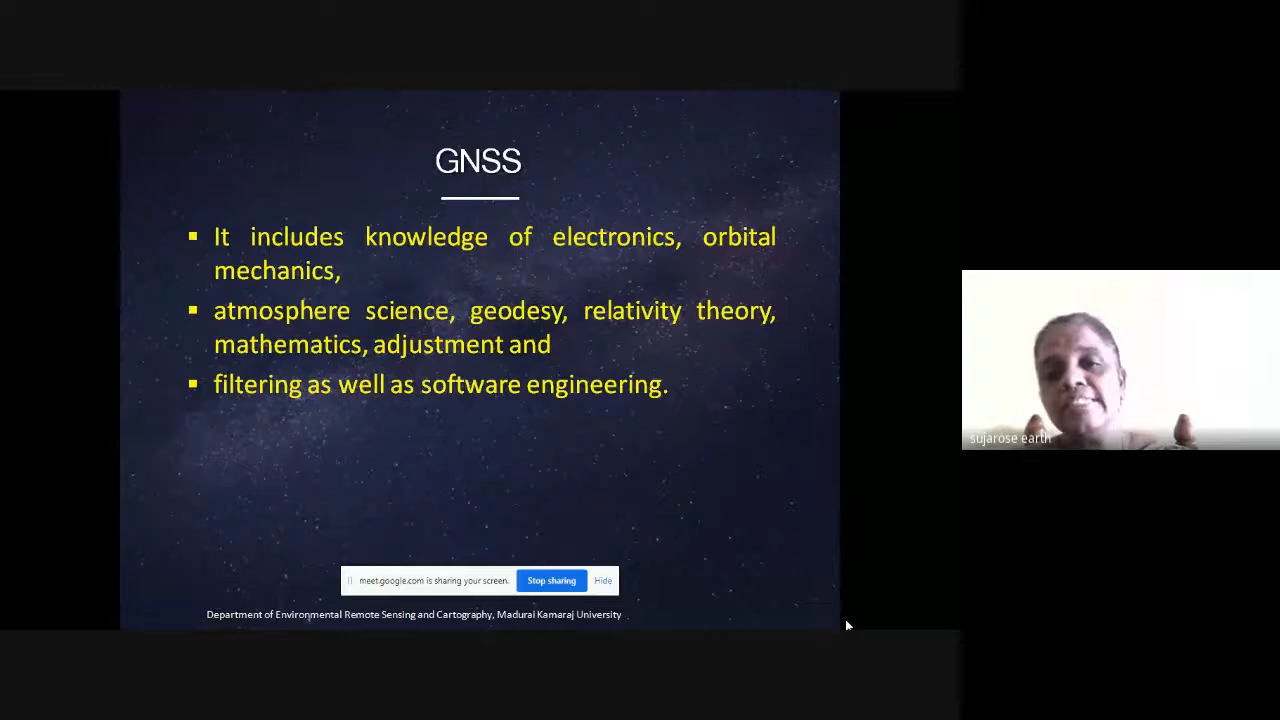 GNSS
▪ It includes knowledge of electronics, orbital
mechanics,
▪ atmosphere science, geodesy, relativity theory,
mathematics, adjustment and
▪ filtering as well as software engineering.
sujarose earth
meet.google.com is sharing your screen. Stop sharing Hide
Department of Environmental Remote Sensing and Cartography, Madurai Kamaraj University